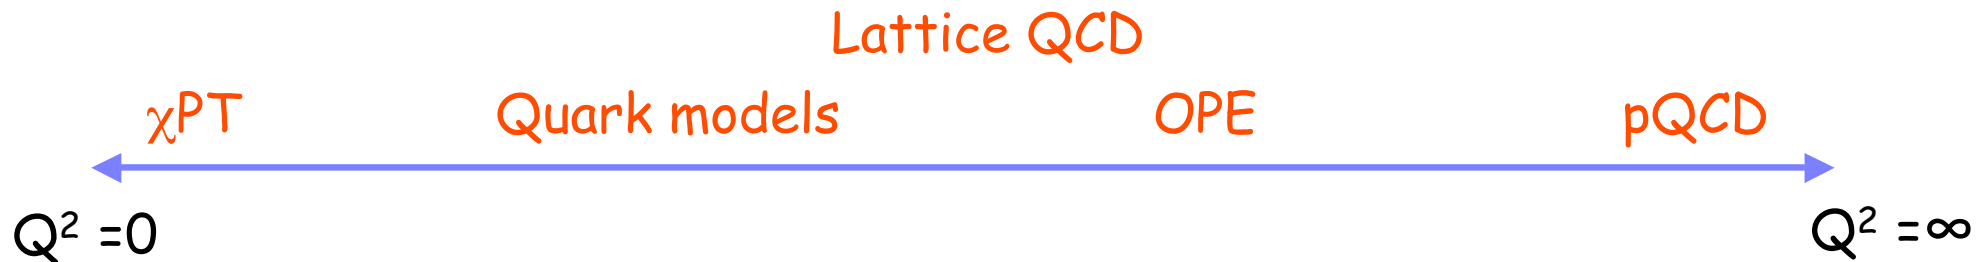 Lattice QCD
χPT Quark models OPE pQCD
Q² =0 Q² =∞